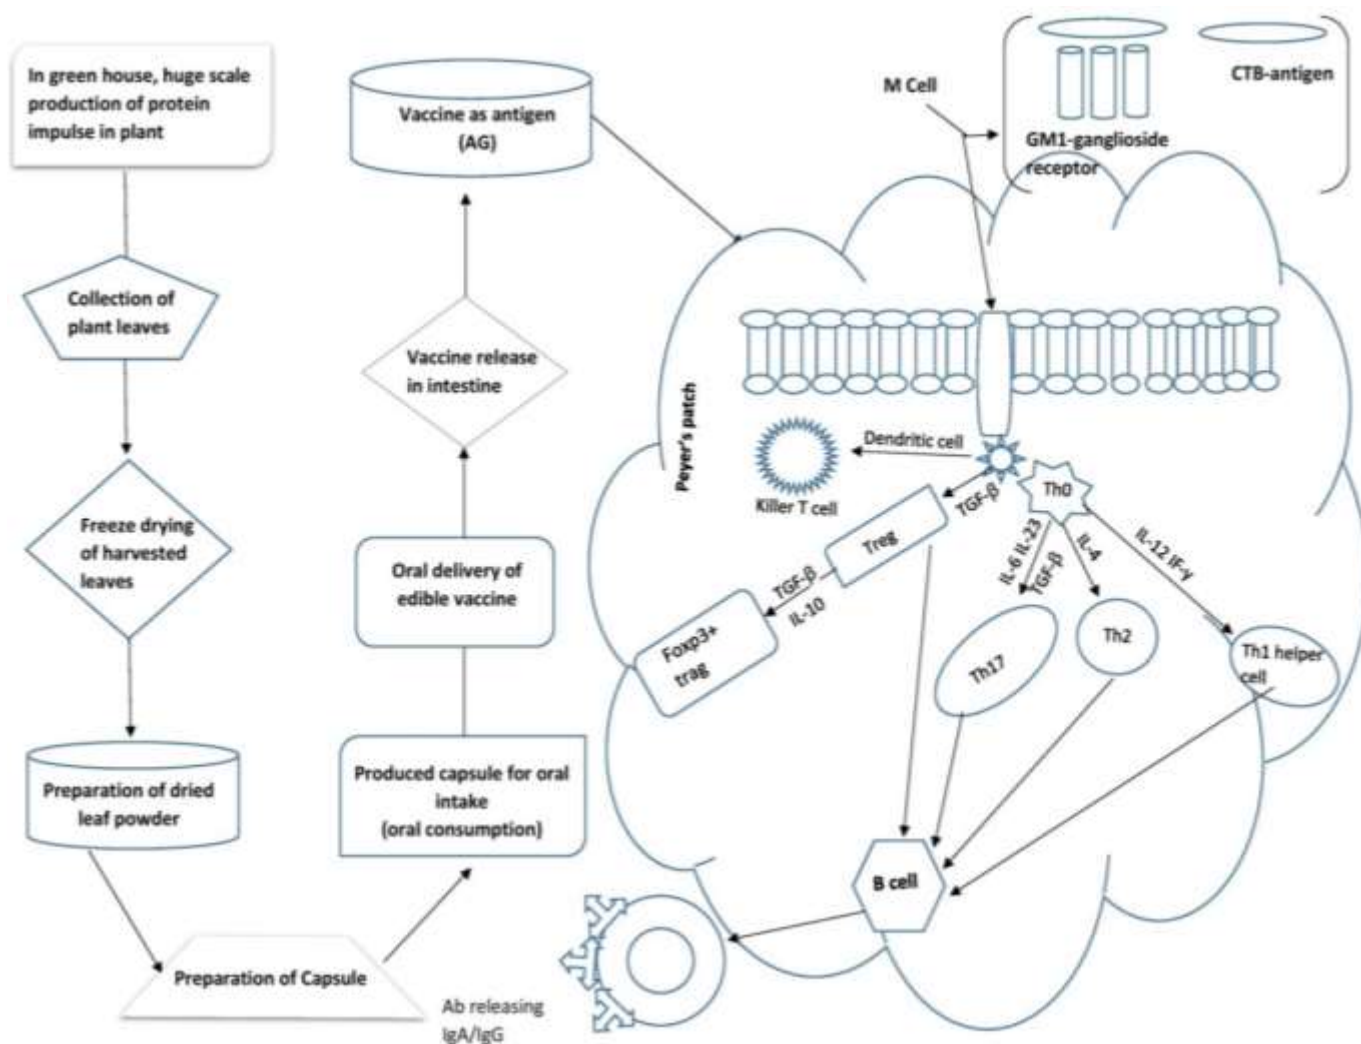 In green house, huge scale
production of protein
impulse in plant
Collection of
plant leaves
Freeze drying
of harvested
leaves
Preparation of dried
leaf powder
Preparation of Capsule
Produced capsule for oral
intake
(oral consumption)
Oral delivery of
edible vaccine
Vaccine release
in intestine
Vaccine as antigen
(AG)
M Cell
CTB-antigen
GM1-ganglioside
receptor
Peyer's patch
Dendritic cell
Killer T cell
TGF-β
Th0
Treg
TGF-β
IL-10
Foxp3+
trag
IL-6 IL-23
TGF-β
IL-4
IL-12 IF-γ
Th17
Th2
Th1 helper
cell
B cell
Ab releasing
IgA/IgG